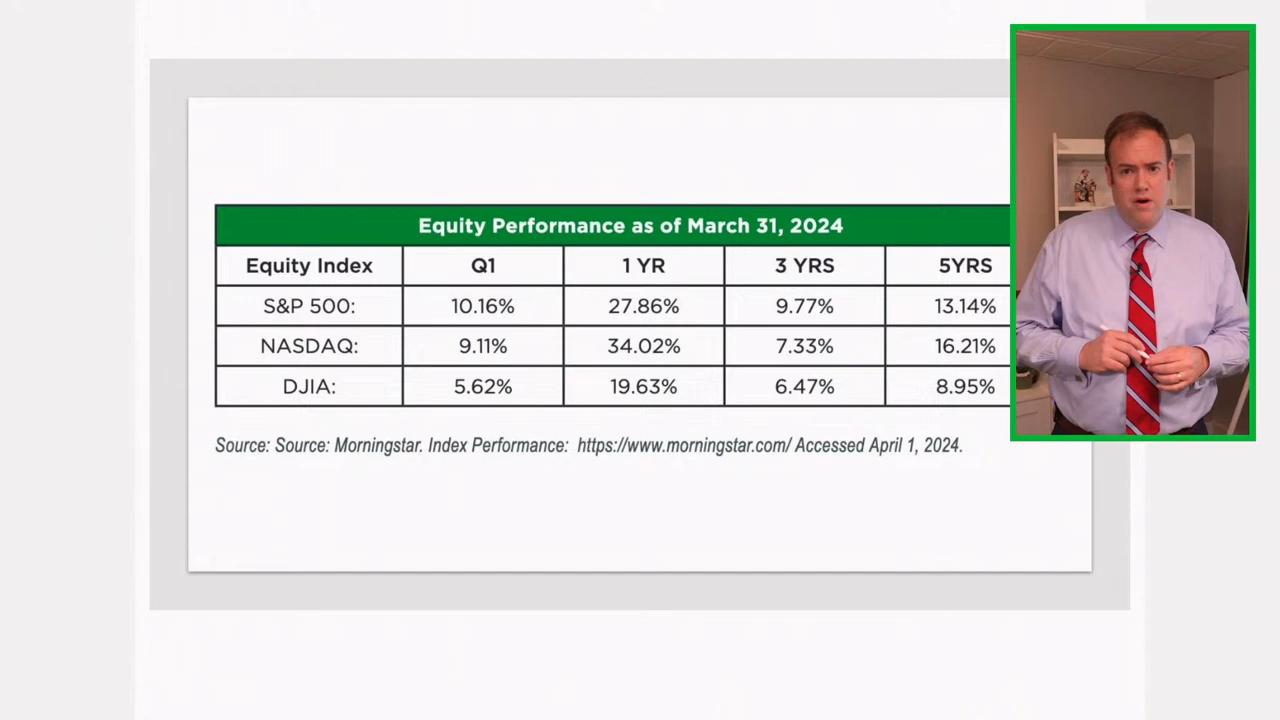 Equity Performance as of March 31, 2024
Equity Index Q1 1 YR 3 YRS 5YRS
S&P 500: 10.16% 27.86% 9.77% 13.14%
NASDAQ: 9.11% 34.02% 7.33% 16.21%
DJIA: 5.62% 19.63% 6.47% 8.95%
Source: Source: Morningstar. Index Performance: https://www.morningstar.com/ Accessed April 1, 2024.